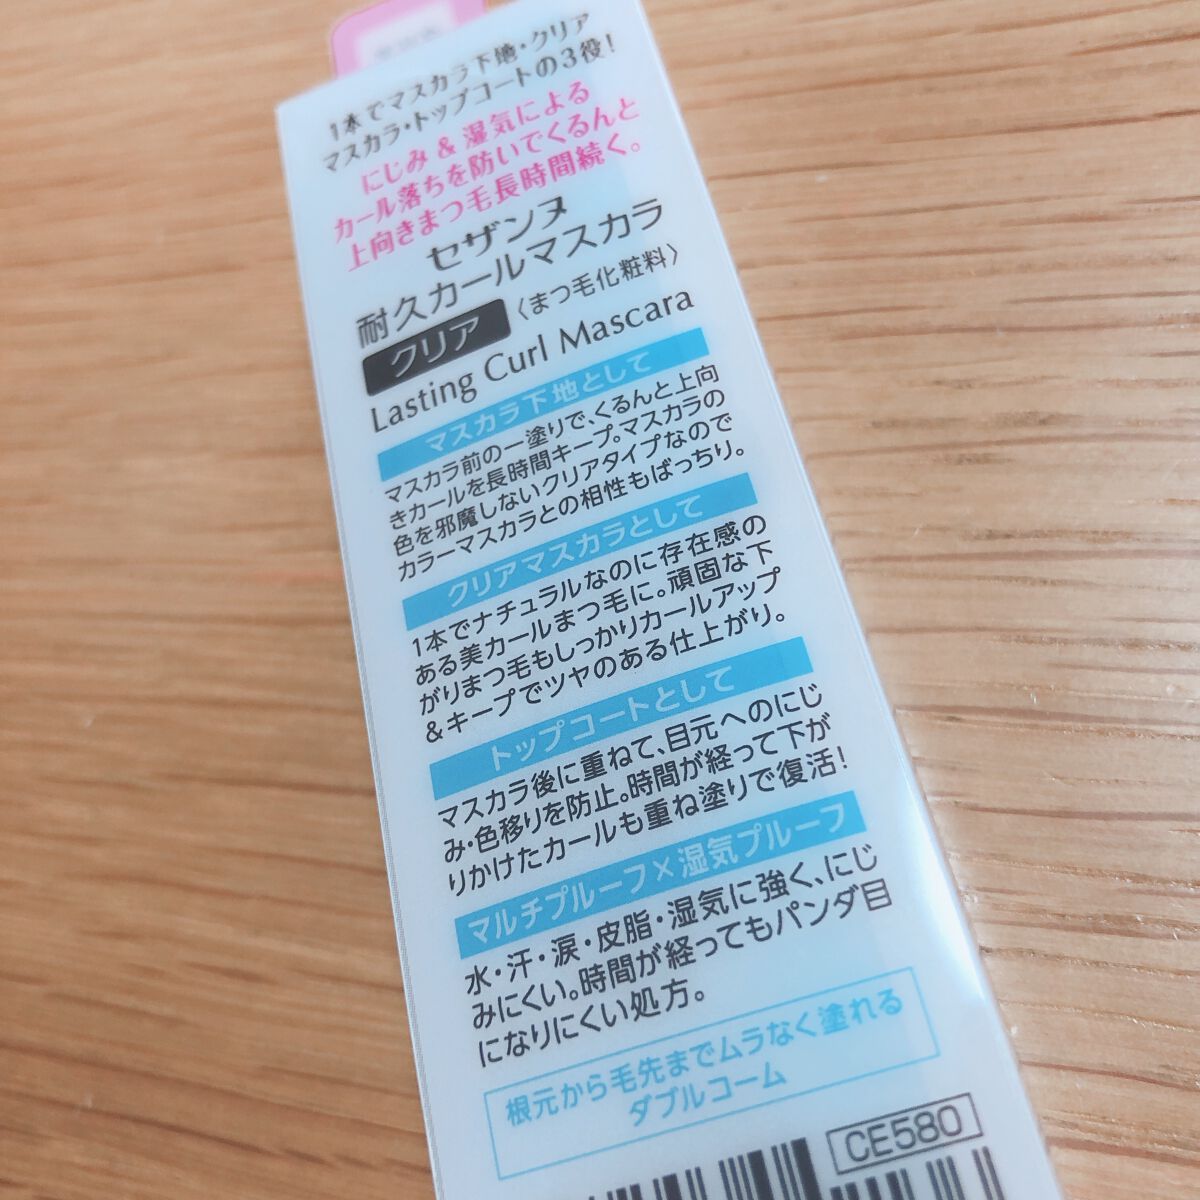 1本でマスカラ下地・クリア
マスカラ・トップコートの3役!
にじみ&湿気による
カール落ちを防いでくるんと
上向きまつ毛長時間続く。
セザンヌ
耐久カールマスカラ
クリア 〈まつ毛化粧料〉
Lasting Curl Mascara
マスカラ下地として
マスカラ前の一塗りで、くるんと上向
きカールを長時間キープ。マスカラの
色を邪魔しないクリアタイプなので
カラーマスカラとの相性もばっちり。
クリアマスカラとして
1本でナチュラルなのに存在感の
ある美カールまつ毛に。頑固な下
がりまつ毛もしっかりカールアップ
&キープでツヤのある仕上がり。
トップコートとして
マスカラ後に重ねて、目元へのにじ
み・色移りを防止。時間が経って下が
りかけたカールも重ね塗りで復活!
マルチプルーフ×湿気プルーフ
水・汗・涙・皮脂・湿気に強く、にじ
みにくい。時間が経ってもパンダ目
になりにくい処方。
根元から毛先までムラなく塗れる
ダブルコーム
CE580